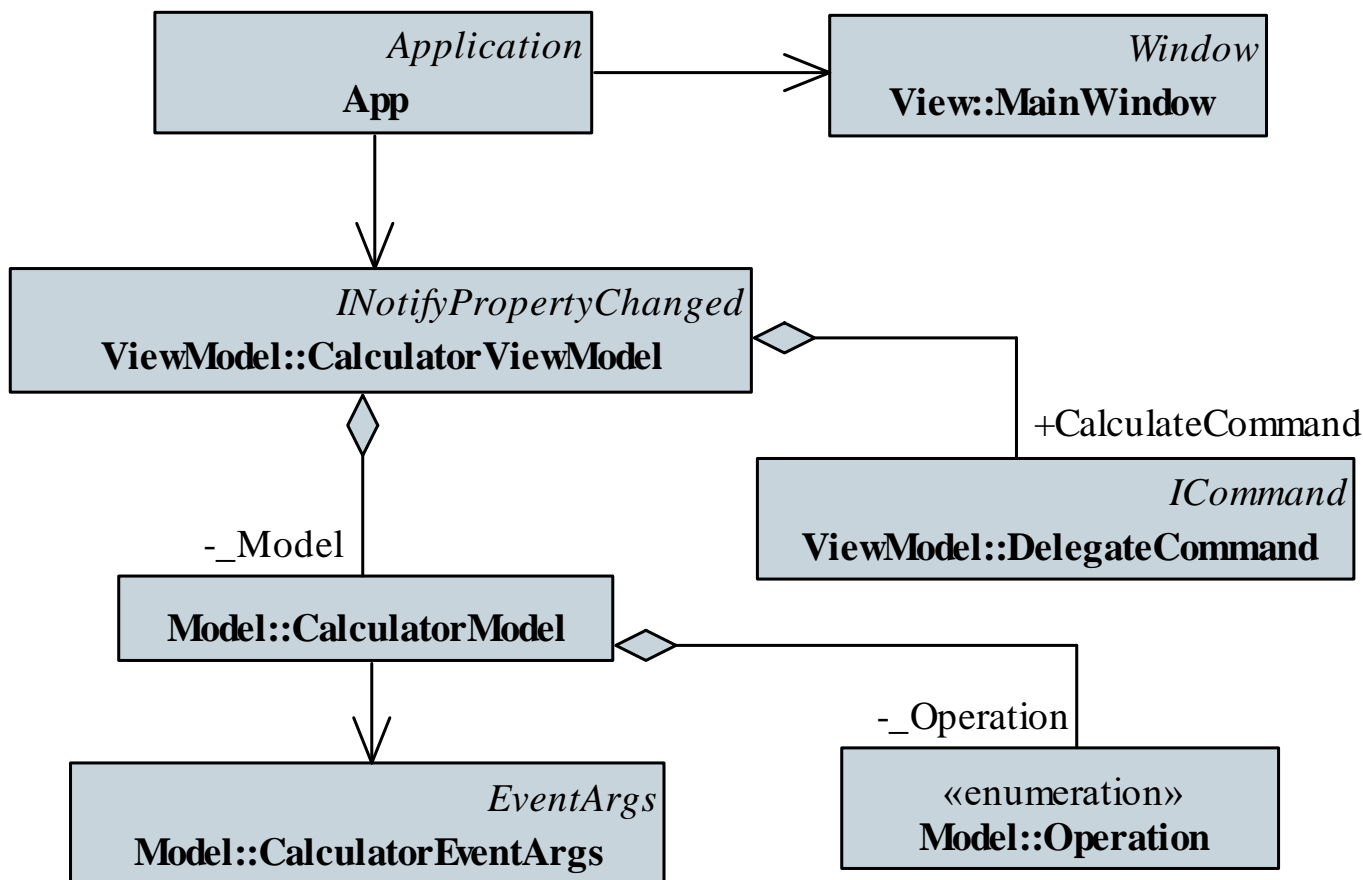 Application
App
Window
View::MainWindow
INotifyPropertyChanged
ViewModel::CalculatorViewModel
+CalculateCommand
ICommand
ViewModel::DelegateCommand
-_Model
Model::CalculatorModel
-_Operation
«enumeration»
Model::Operation
EventArgs
Model::CalculatorEventArgs